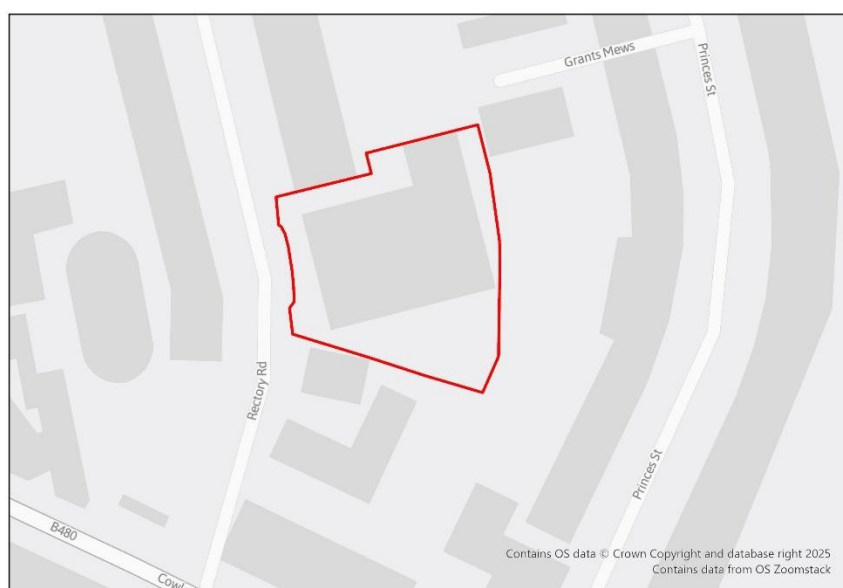 Grants Mews
Princes St
Rectory Rd
Princes St
B480
Cowl
Contains OS data © Crown Copyright and database right 2025
Contains data from OS Zoomstack